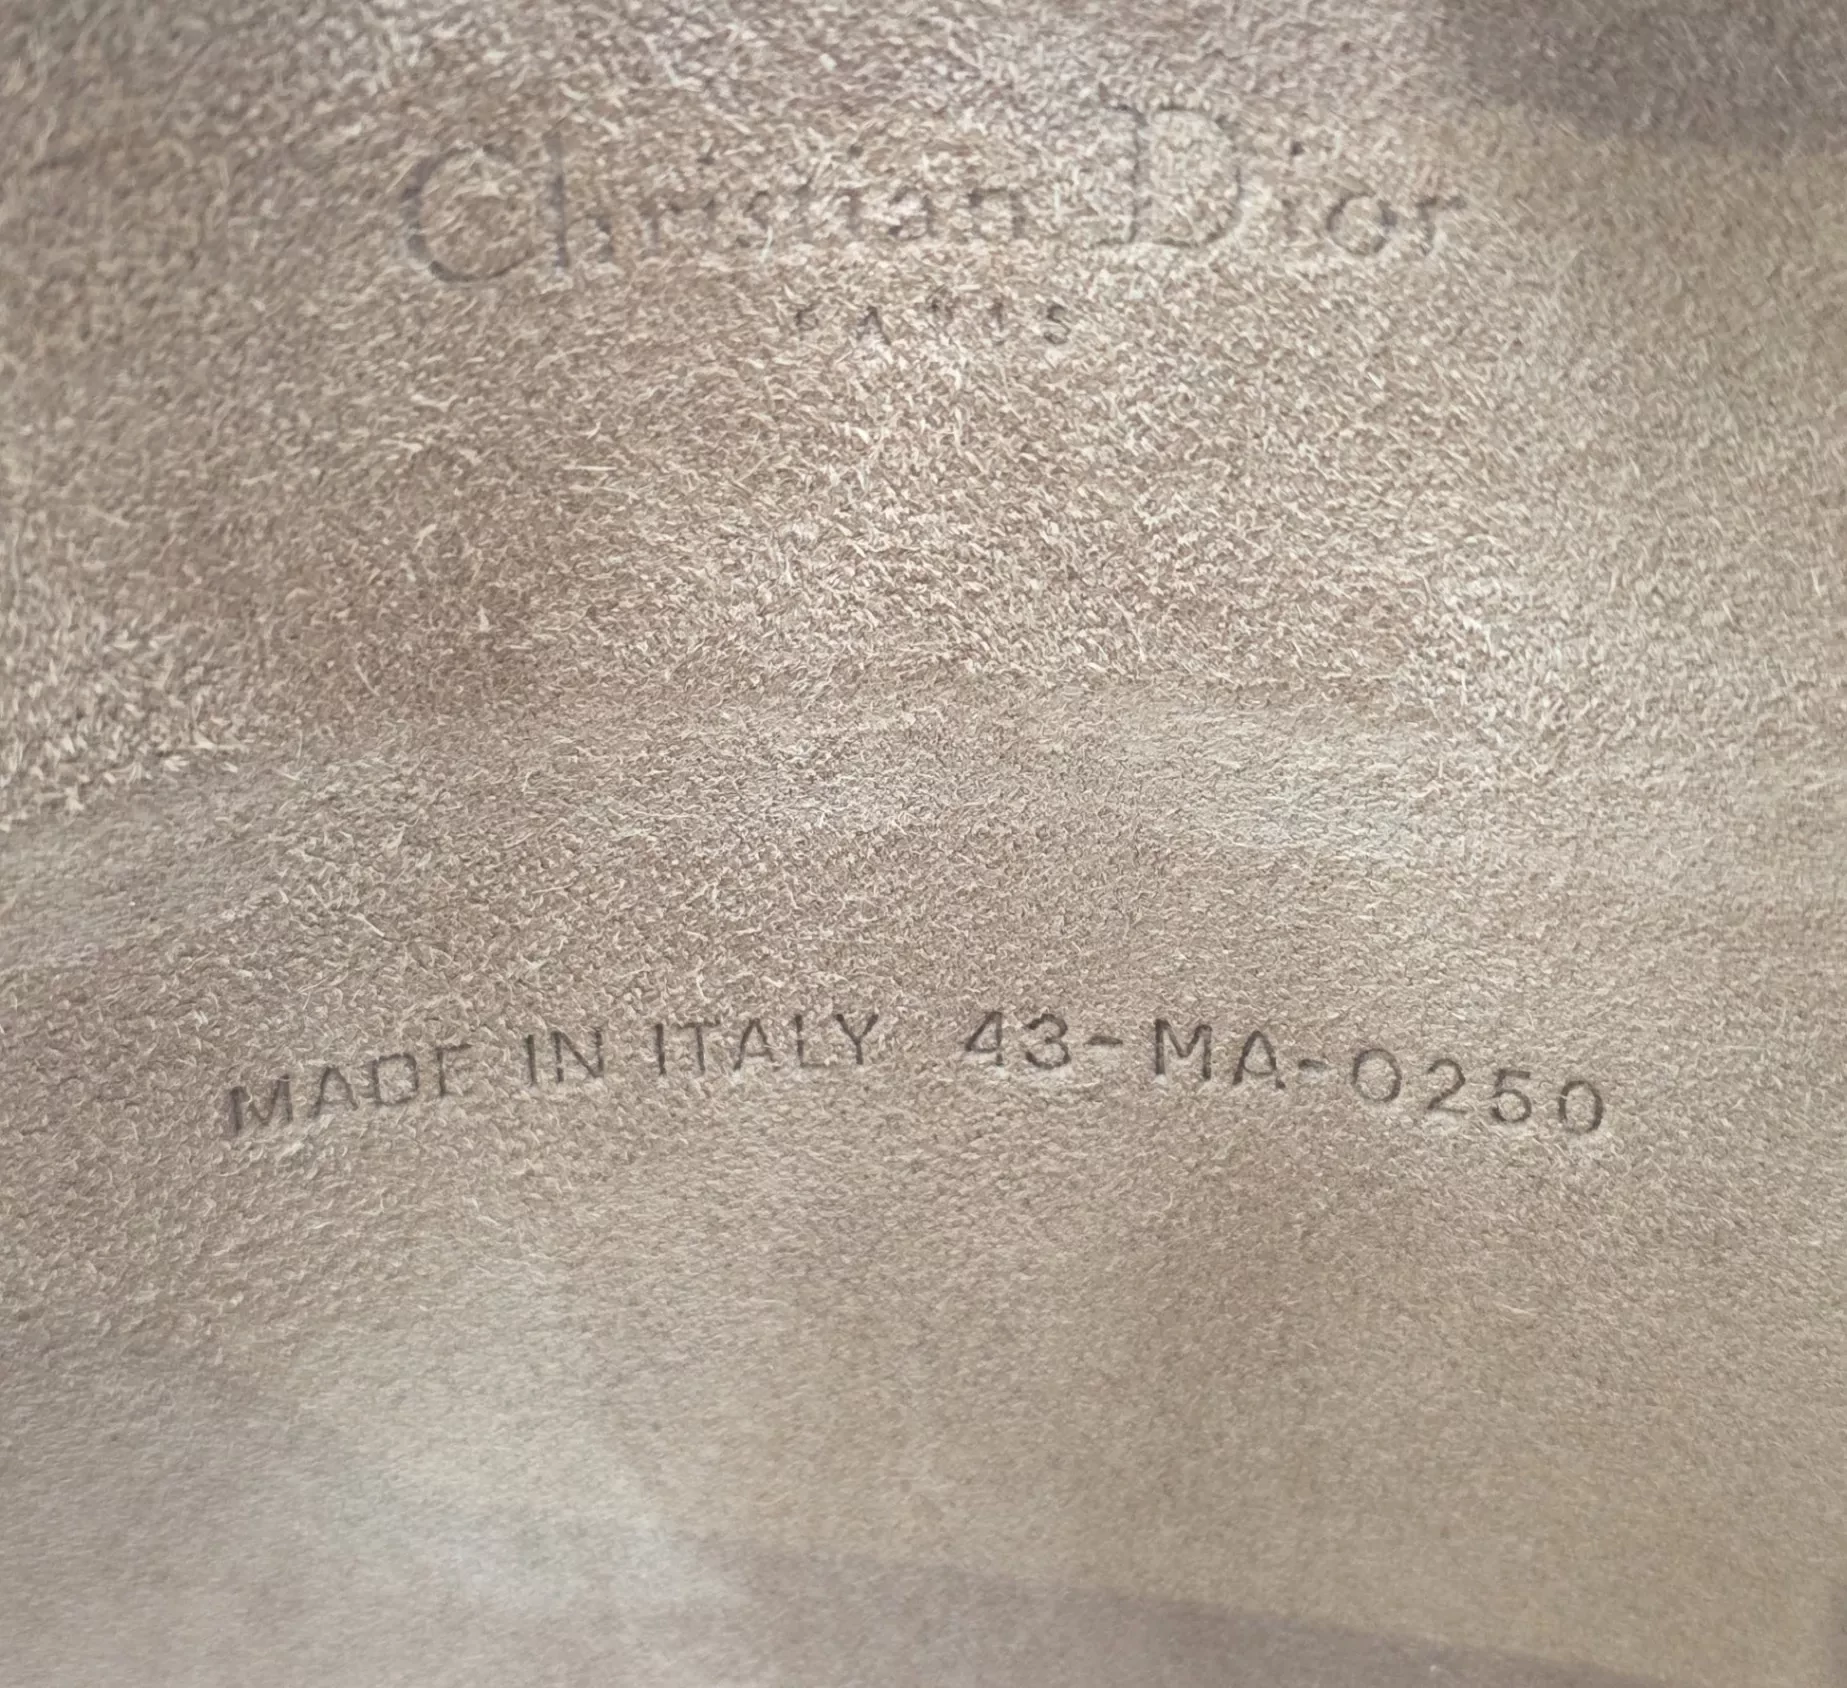 Christian Dior
PARIS
MADE IN ITALY 43-MA-0250